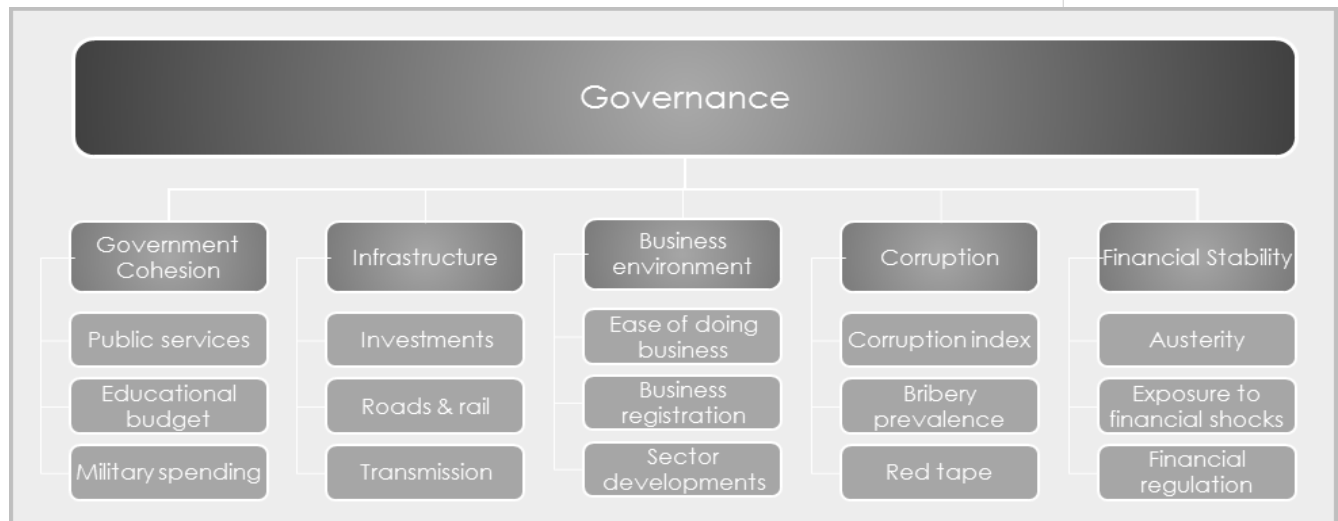 Governance
Government
Cohesion
Public services
Educational
budget
Military spending
Infrastructure
Investments
Roads & rail
Transmission
Business
environment
Ease of doing
business
Business
registration
Sector
developments
Corruption
Corruption index
Bribery
prevalence
Red tape
Financial Stability
Austerity
Exposure to
financial shocks
Financial
regulation